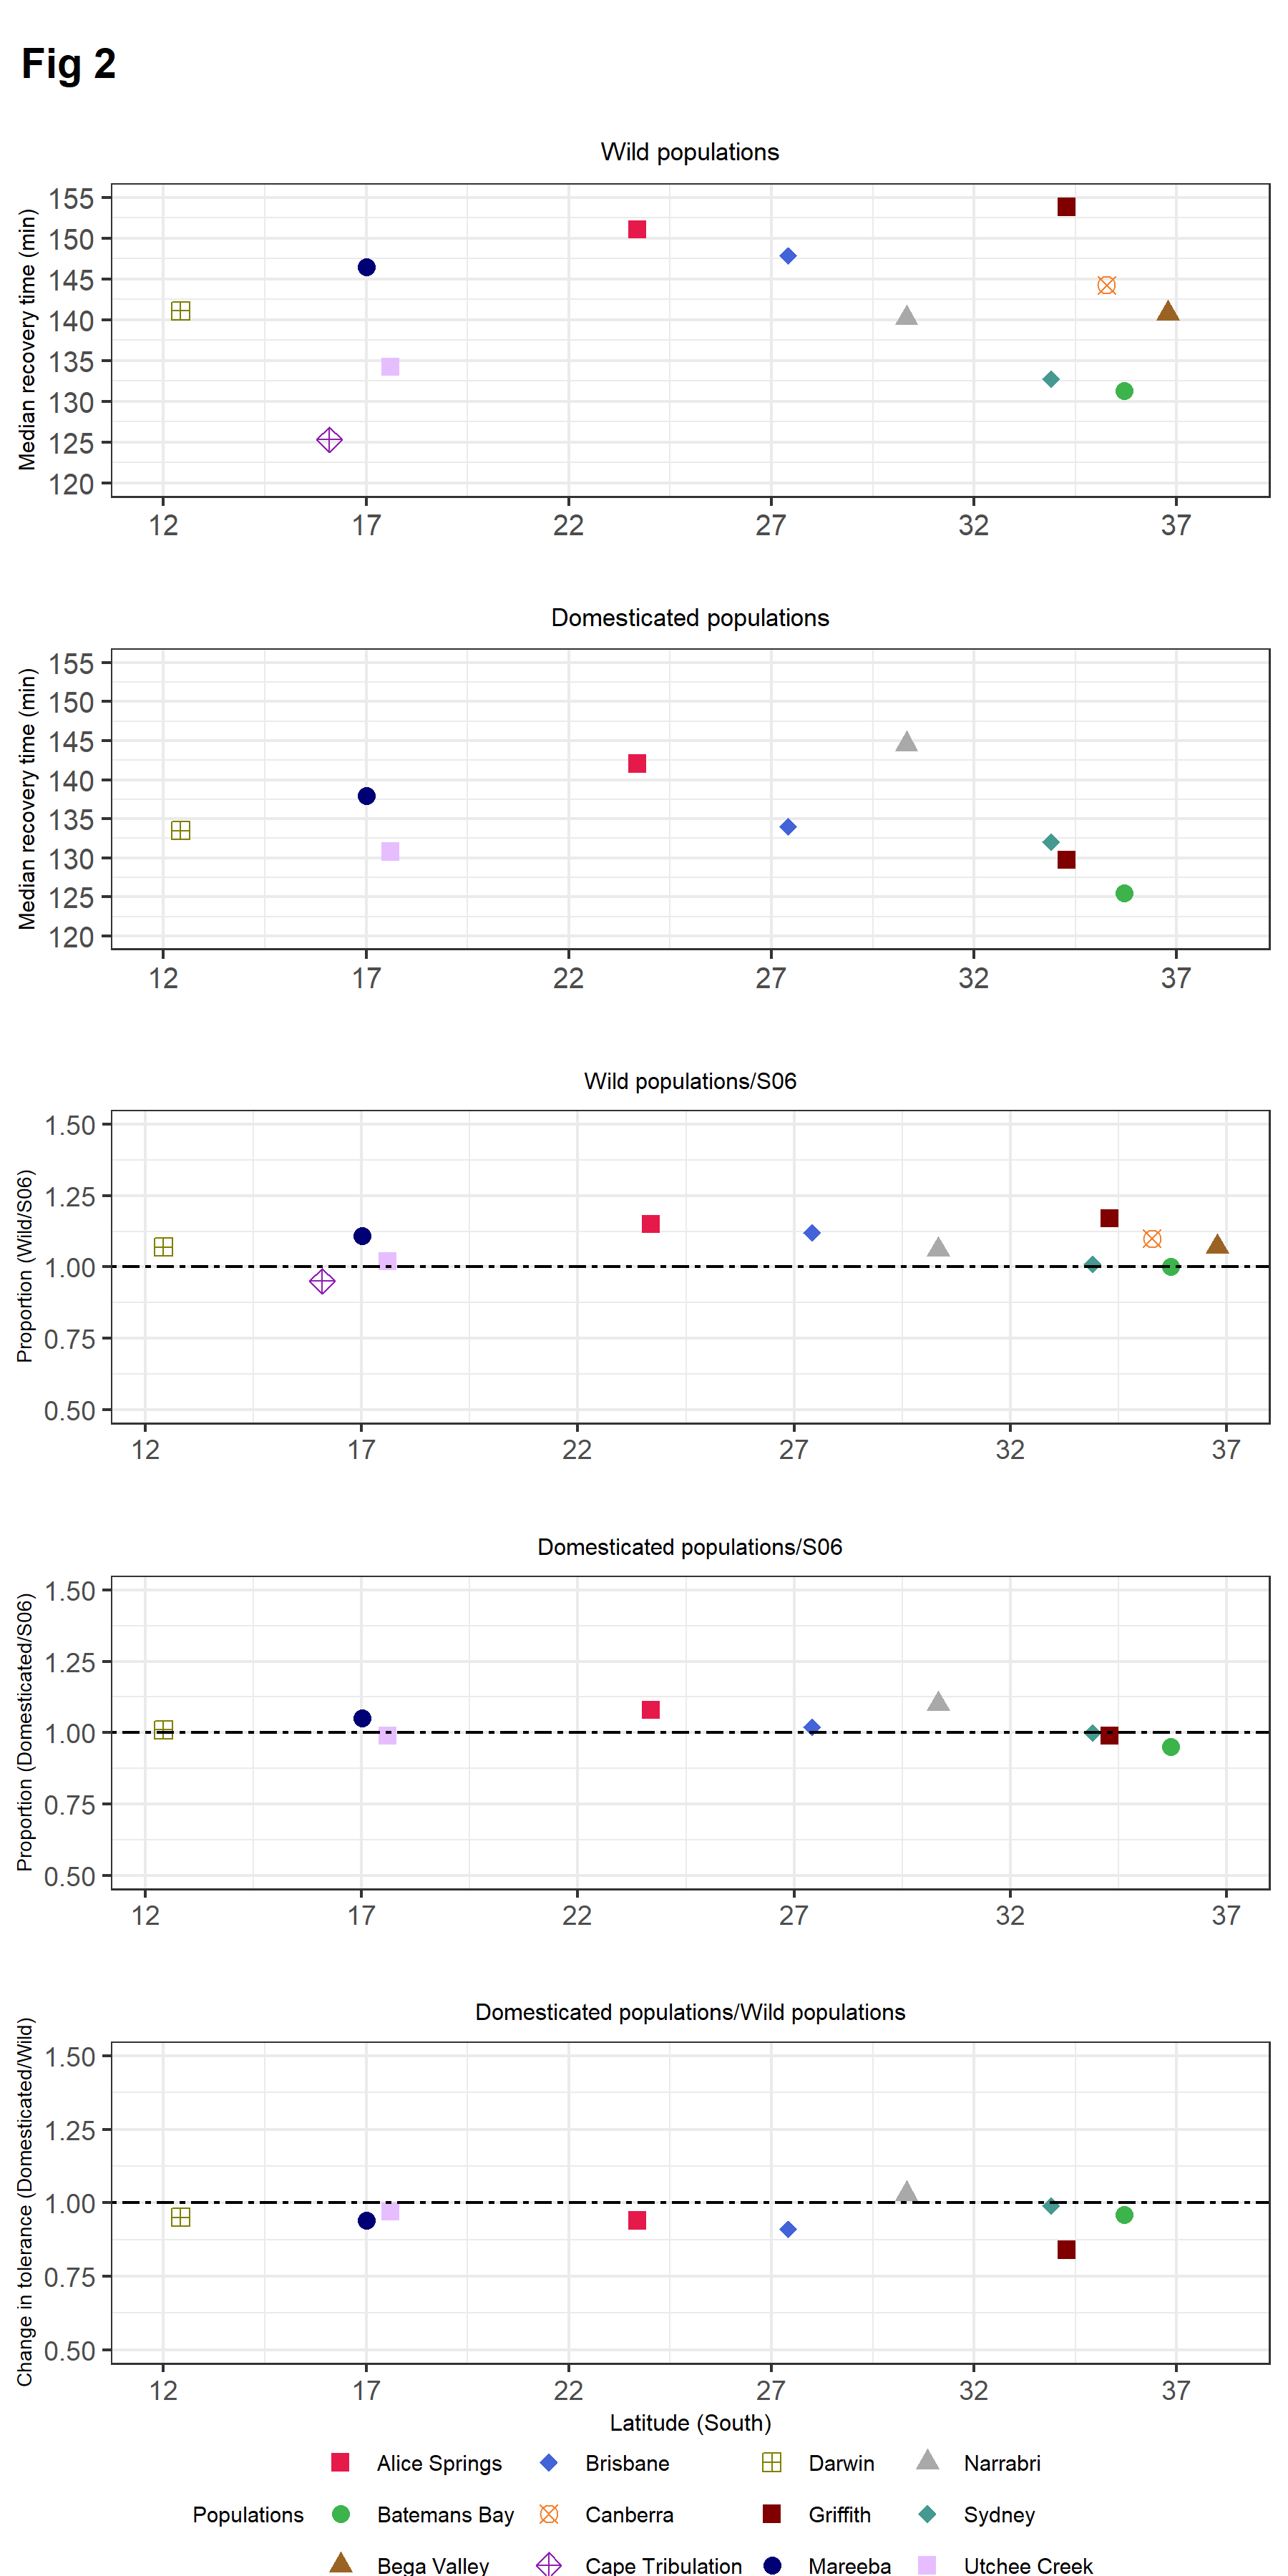 Fig 2
Wild populations
Median recovery time (min)
155
150
145
140
135
130
125
120
12 17 22 27 32 37
Domesticated populations
Median recovery time (min)
155
150
145
140
135
130
125
120
12 17 22 27 32 37
Wild populations/S06
Proportion (Wild/S06)
1.50
1.25
1.00
0.75
0.50
12 17 22 27 32 37
Domesticated populations/S06
Proportion (Domesticated/S06)
1.50
1.25
1.00
0.75
0.50
12 17 22 27 32 37
Domesticated populations/Wild populations
Change in tolerance (Domesticated/Wild)
1.50
1.25
1.00
0.75
0.50
12 17 22 27 32 37
Latitude (South)
Alice Springs Brisbane Darwin Narrabri
Populations Batemans Bay Canberra Griffith Sydney
Bega Valley Cape Tribulation Mareeba Utchee Creek